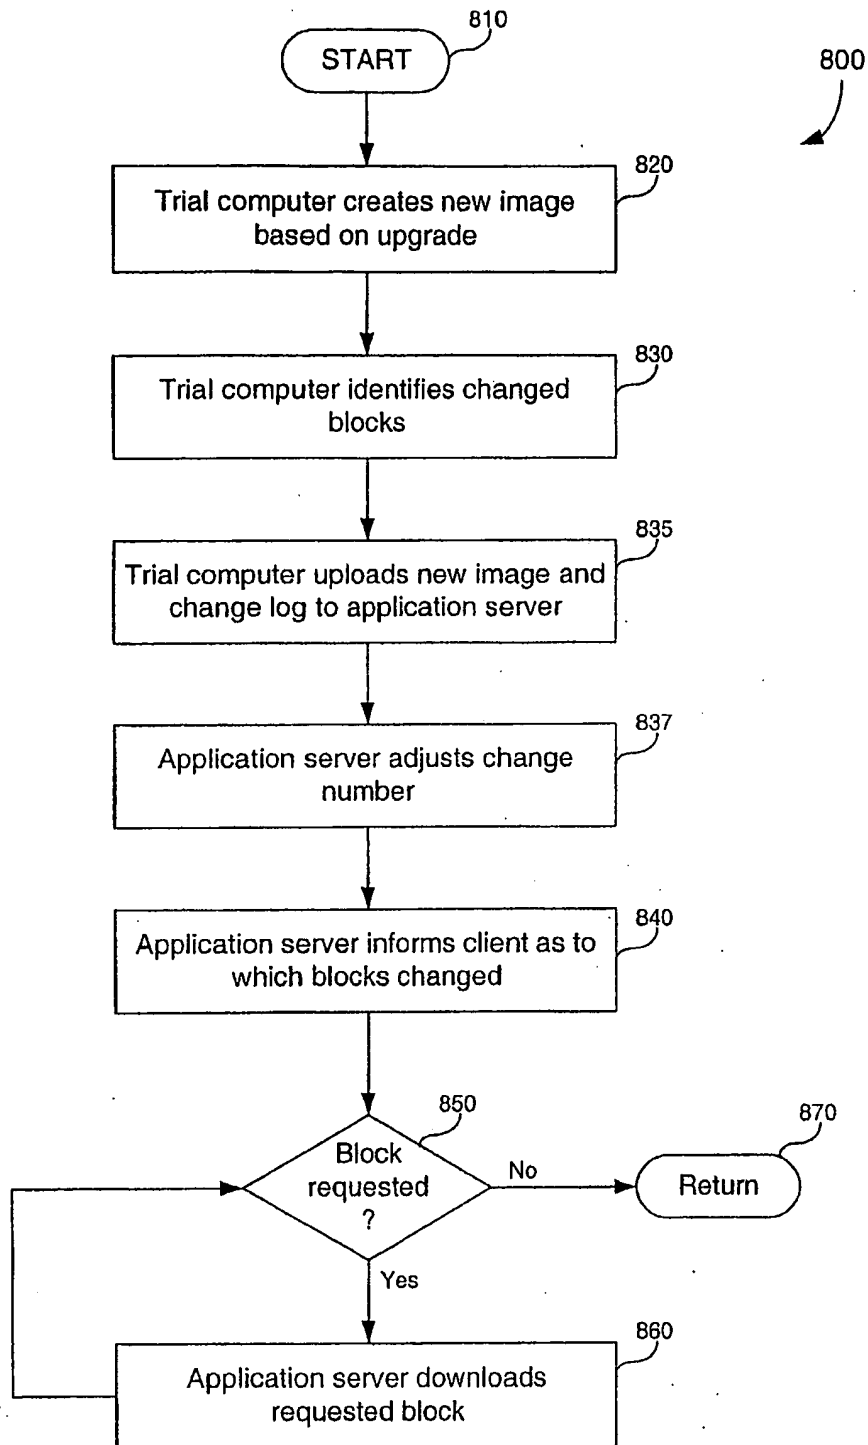 810
START
800
820
Trial computer creates new image
based on upgrade
830
Trial computer identifies changed
blocks
835
Trial computer uploads new image and
change log to application server
837
Application server adjusts change
number
840
Application server informs client as to
which blocks changed
850
Block
requested
?
No
870
Return
Yes
860
Application server downloads
requested block